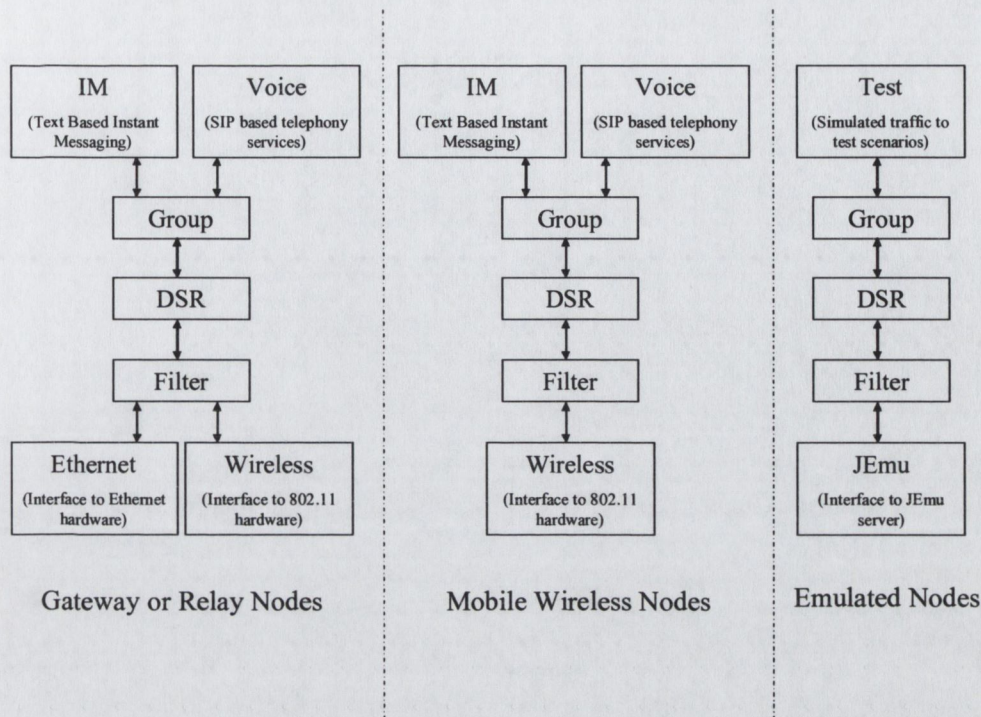 IM
(Text Based Instant
Messaging)
Voice
(SIP based telephony
services)
Group
DSR
Filter
Ethernet
(Interface to Ethernet
hardware)
Wireless
(Interface to 802.11
hardware)
Gateway or Relay Nodes
IM
(Text Based Instant
Messaging)
Voice
(SIP based telephony
services)
Group
DSR
Filter
Wireless
(Interface to 802.11
hardware)
Mobile Wireless Nodes
Test
(Simulated traffic to
test scenarios)
Group
DSR
Filter
JEmu
(Interface to JEmu
server)
Emulated Nodes